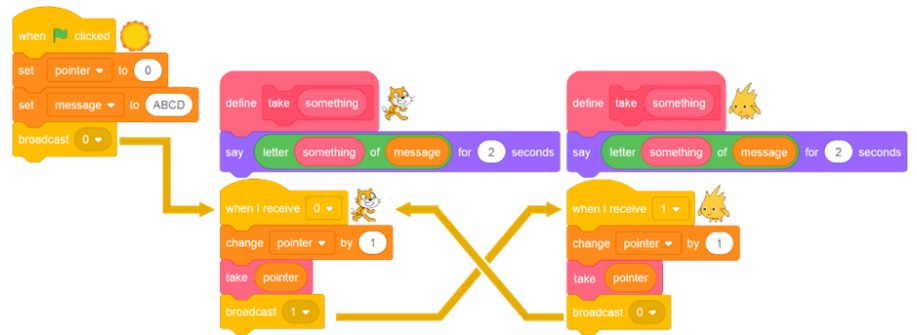 when clicked
set pointer to 0
set message to ABCD
broadcast 0
define take something
say letter something of message for 2 seconds
when I receive 0
change pointer by 1
take pointer
broadcast 1
define take something
say letter something of message for 2 seconds
when I receive 1
change pointer by 1
take pointer
broadcast 0